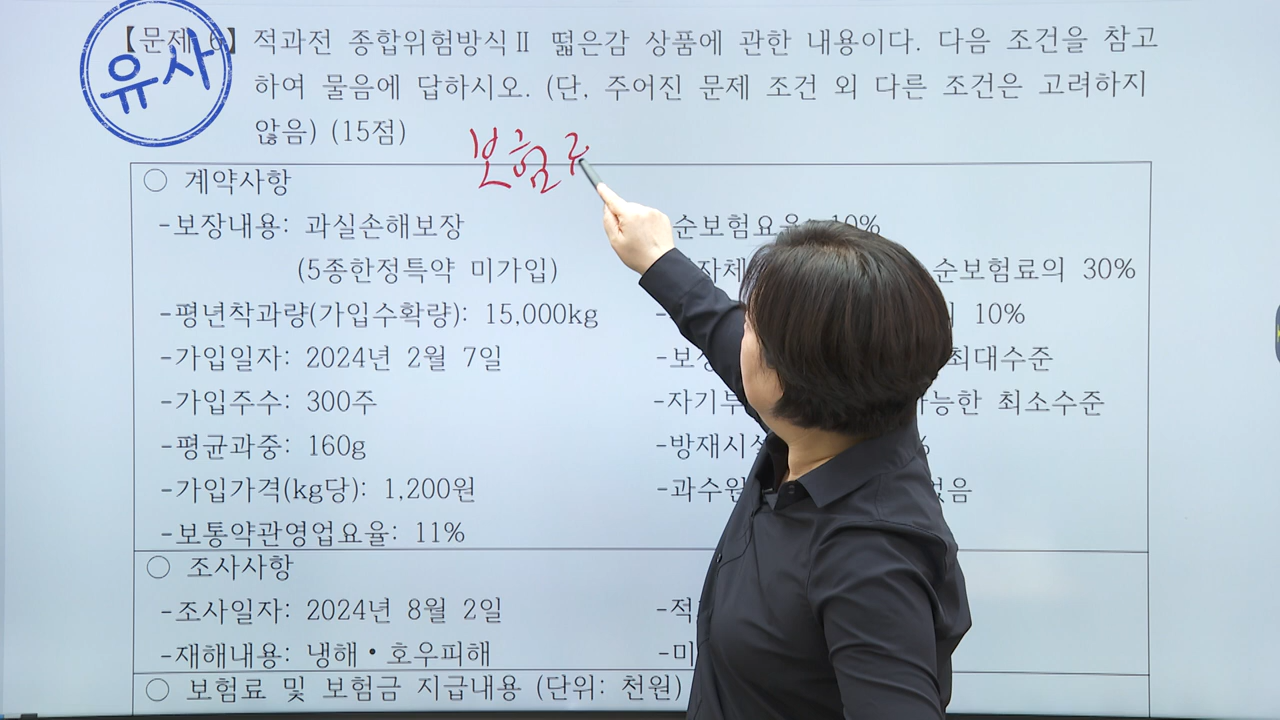 【문제 6】 적과전 종합위험방식Ⅱ 떫은감 상품에 관한 내용이다. 다음 조건을 참고
유사
하여 물음에 답하시오. (단, 주어진 문제 조건 외 다른 조건은 고려하지
않음) (15점)
보험료
○ 계약사항
-보장내용: 과실손해보장
순보험요율: 10%
(5종한정특약 미가입)
순보험료의 30%
-평년착과량(가입수확량): 15,000kg
10%
-가입일자: 2024년 2월 7일
최대수준
-가입주수: 300주
-자기부 가능한 최소수준
-평균과중: 160g
-방재시설
-가입가격(kg당): 1,200원
-과수원 없음
-보통약관영업요율: 11%
○ 조사사항
-조사일자: 2024년 8월 2일
-적
-재해내용: 냉해•호우피해
-미
○ 보험료 및 보험금 지급내용 (단위: 천원)